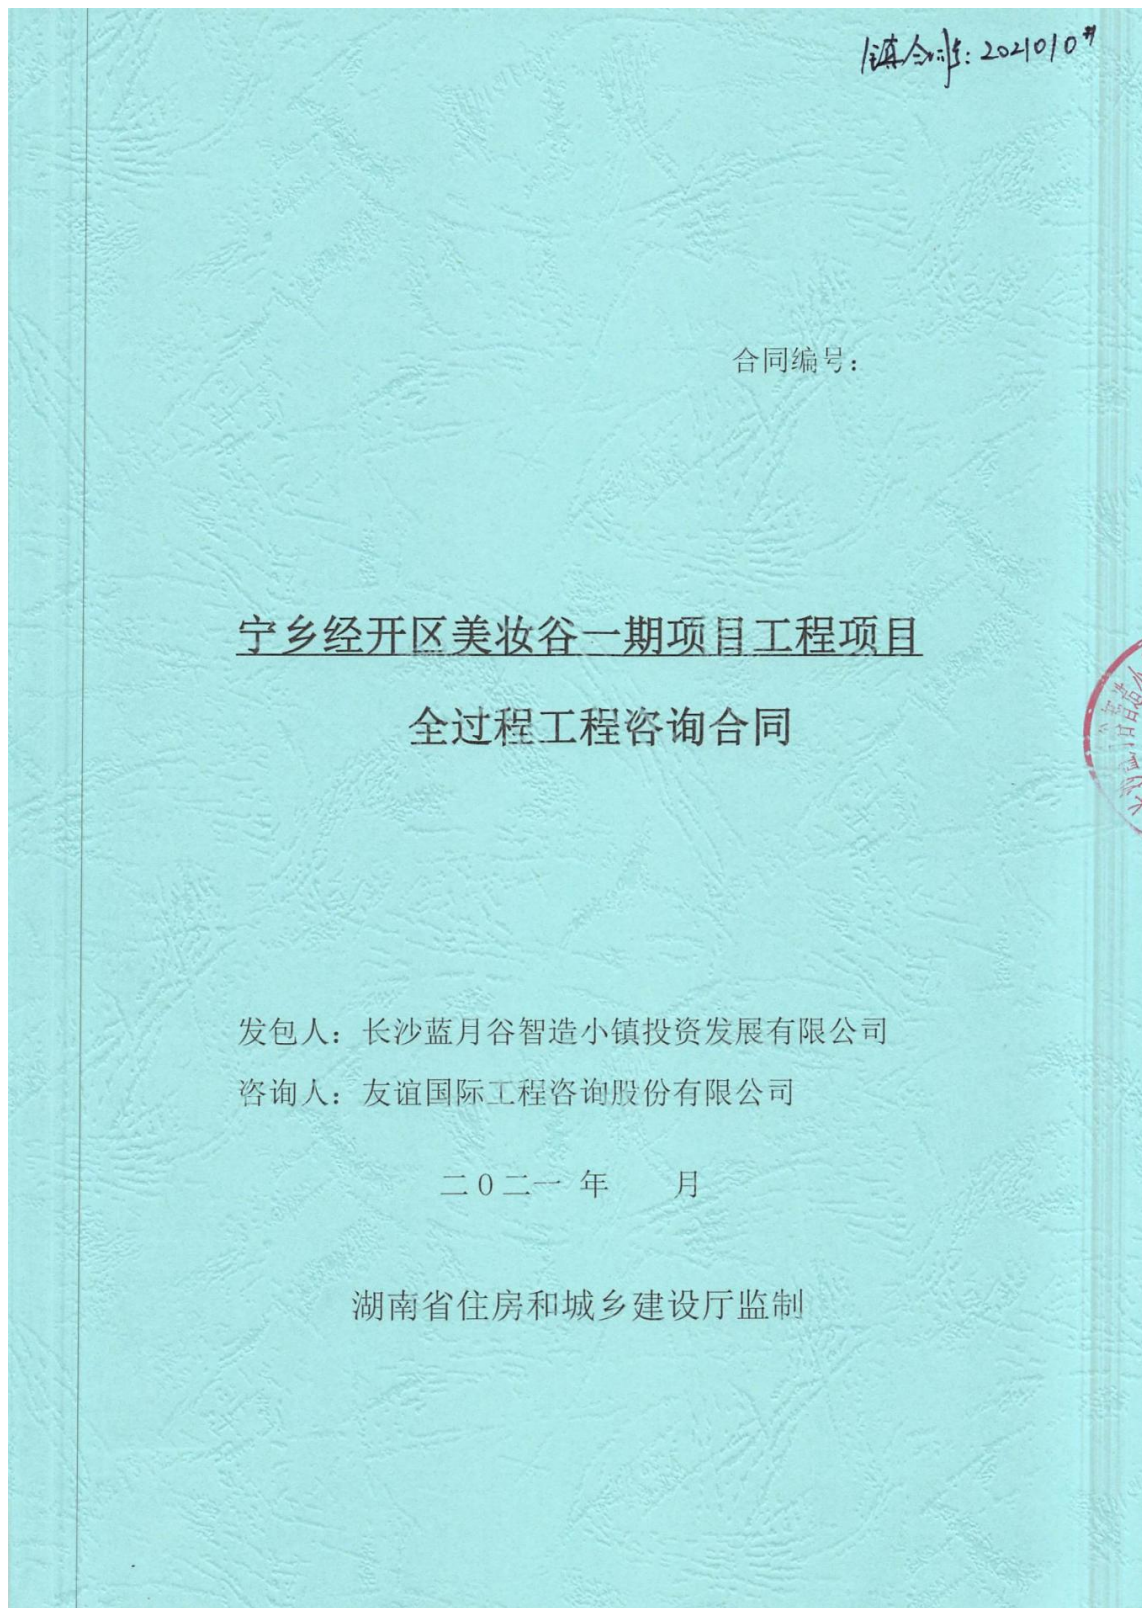 镇合同: 2021010#
合同编号：
宁乡经开区美妆谷一期项目工程项目
全过程工程咨询合同
发包人：长沙蓝月谷智造小镇投资发展有限公司
咨询人：友谊国际工程咨询股份有限公司
二0二一 年 月
湖南省住房和城乡建设厅监制